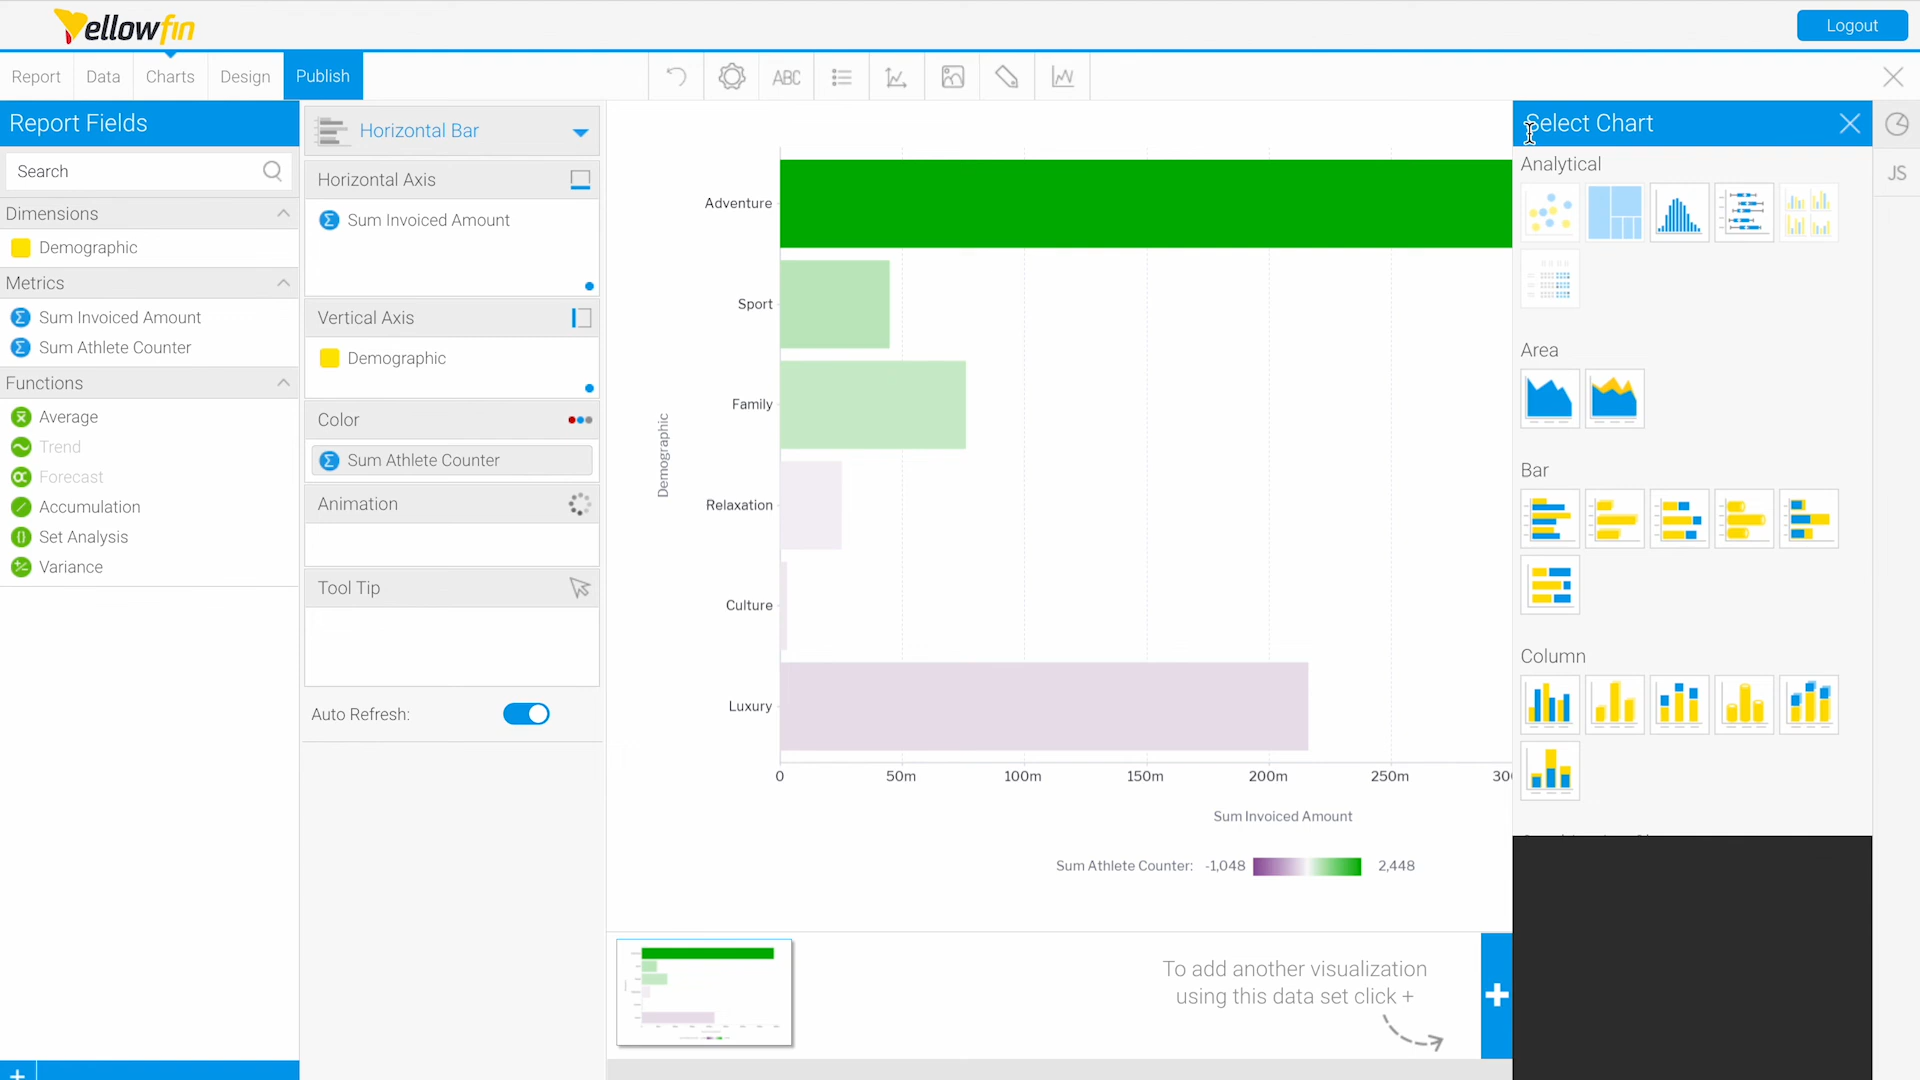 Yellowfin
Logout
Report
Data
Charts
Design
Publish
ABC
Report Fields
Search
Dimensions
Demographic
Metrics
Sum Invoiced Amount
Sum Athlete Counter
Functions
Average
Trend
Forecast
Accumulation
Set Analysis
Variance
Horizontal Bar
Horizontal Axis
Sum Invoiced Amount
Vertical Axis
Demographic
Color
Sum Athlete Counter
Animation
Tool Tip
Auto Refresh:
Demographic
Adventure
Sport
Family
Relaxation
Culture
Luxury
0 50m 100m 150m 200m 250m 30
Sum Invoiced Amount
Sum Athlete Counter: -1,048 2,448
To add another visualization
using this data set click +
Select Chart
JS
Analytical
Area
Bar
Column